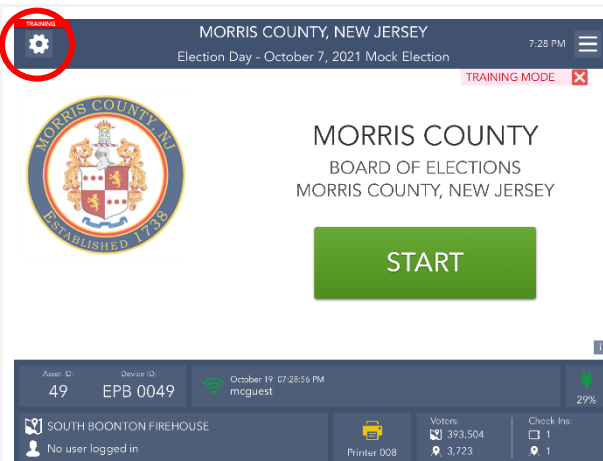 TRAINING
MORRIS COUNTY, NEW JERSEY
Election Day - October 7, 2021 Mock Election
7:28 PM
TRAINING MODE
MORRIS COUNTY, NJ
ESTABLISHED 1738
MORRIS COUNTY
BOARD OF ELECTIONS
MORRIS COUNTY, NEW JERSEY
START
i
Asset ID:
49
Device ID:
EPB 0049
October 19 07:28:56 PM
mcguest
29%
SOUTH BOONTON FIREHOUSE
No user logged in
Printer 008
Voters:
393,504
3,723
Check-Ins:
1
1